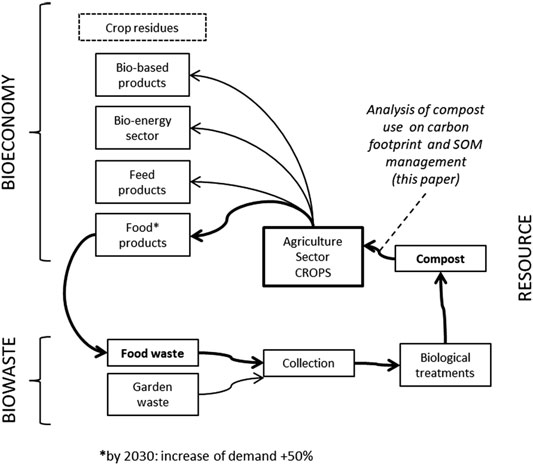 BIOECONOMY
Crop residues
Bio-based
products
Bio-energy
sector
Feed
products
Food*
products
Analysis of compost
use on carbon
footprint and SOM
management
(this paper)
Agriculture
Sector
CROPS
Compost
RESOURCE
BIOWASTE
Food waste
Garden
waste
Collection
Biological
treatments
*by 2030: increase of demand +50%